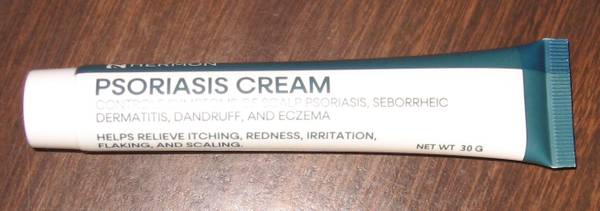 PSORIASIS CREAM
CONTROLS SYMPTOMS OF SCALP PSORIASIS, SEBORRHEIC
DERMATITIS, DANDRUFF, AND ECZEMA
HELPS RELIEVE ITCHING, REDNESS, IRRITATION,
FLAKING, AND SCALING.
NET WT 30 G